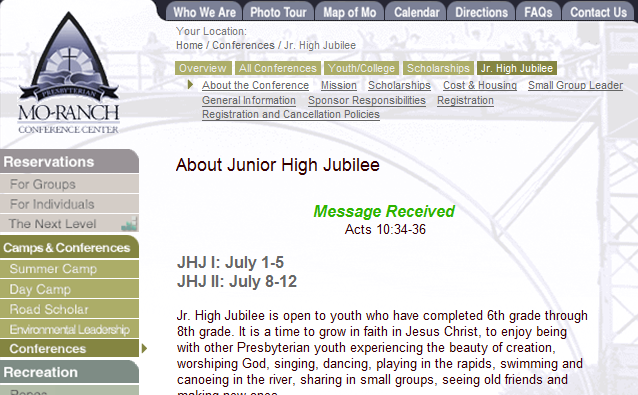 Who We Are Photo Tour Map of Mo Calendar Directions FAQs Contact Us
Your Location:
Home / Conferences / Jr. High Jubilee
Overview All Conferences Youth/College Scholarships Jr. High Jubilee
About the Conference Mission Scholarships Cost & Housing Small Group Leader
General Information Sponsor Responsibilities Registration
Registration and Cancellation Policies
PRESBYTERIAN
MO-RANCH
CONFERENCE CENTER
Reservations
For Groups
For Individuals
The Next Level
Camps & Conferences
Summer Camp
Day Camp
Road Scholar
Environmental Leadership
Conferences
Recreation
About Junior High Jubilee
Message Received
Acts 10:34-36
JHJ I: July 1-5
JHJ II: July 8-12
Jr. High Jubilee is open to youth who have completed 6th grade through
8th grade. It is a time to grow in faith in Jesus Christ, to enjoy being
with other Presbyterian youth experiencing the beauty of creation,
worshiping God, singing, dancing, playing in the rapids, swimming and
canoeing in the river, sharing in small groups, seeing old friends and
making new ones